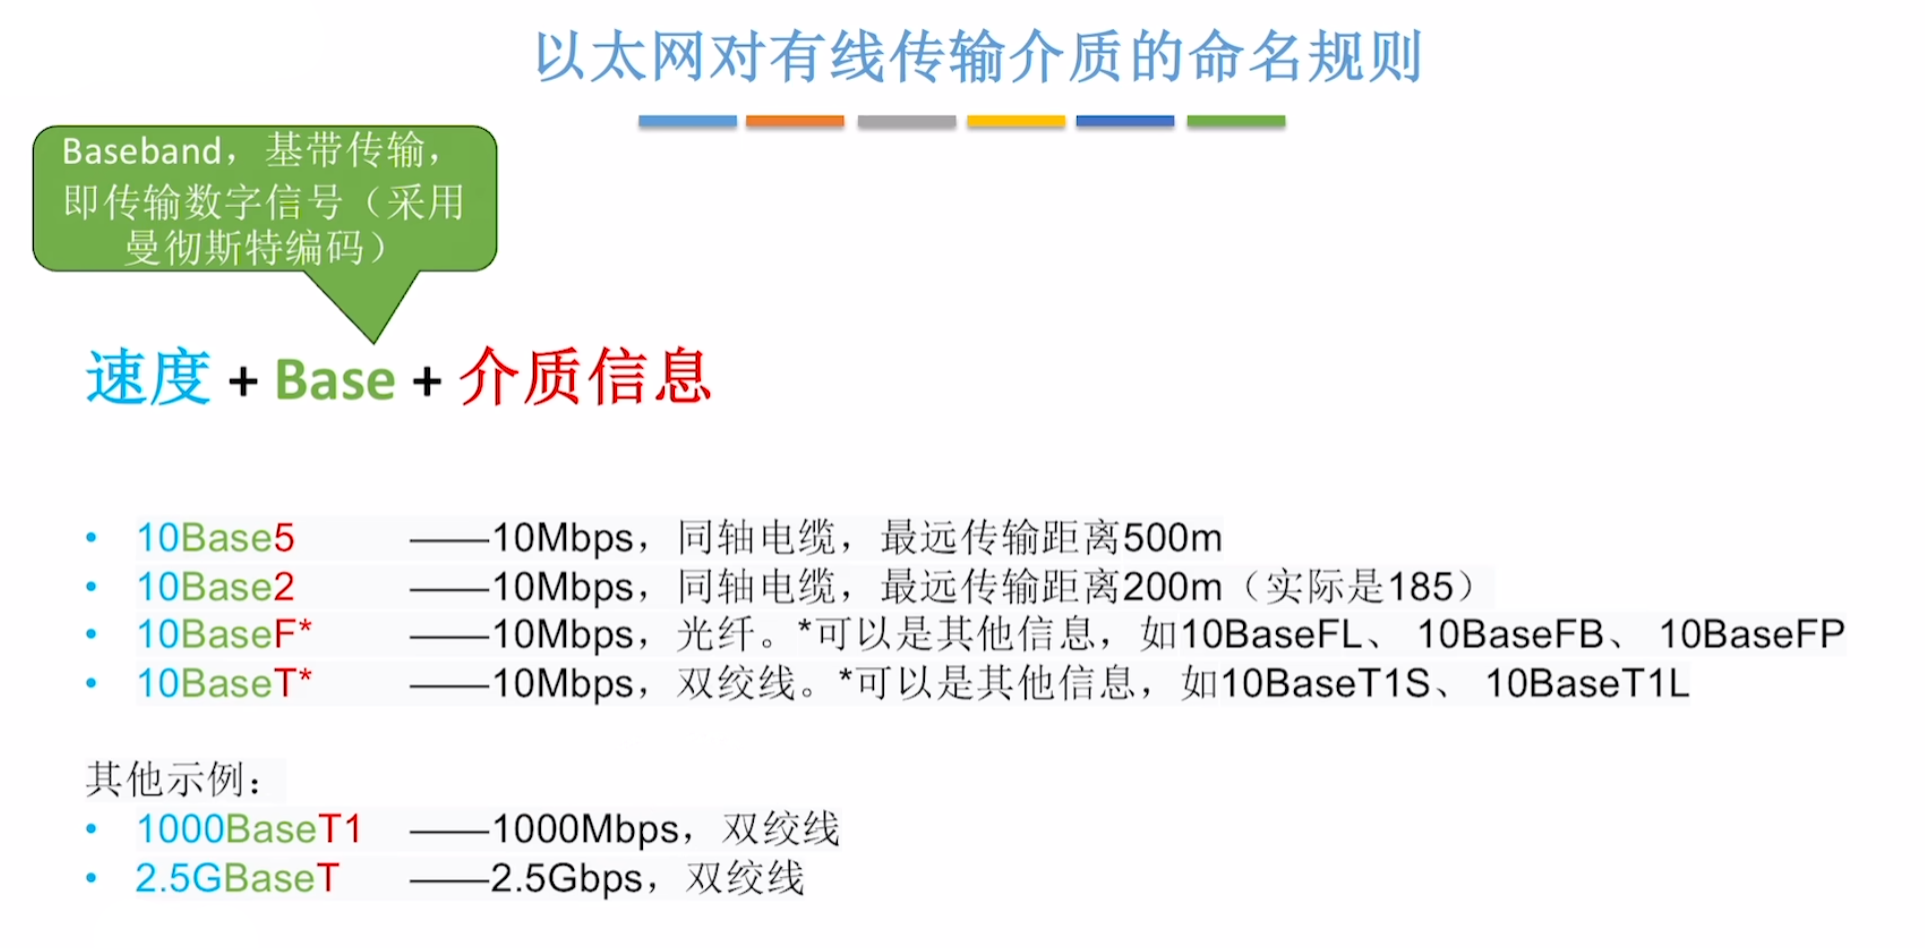 以太网对有线传输介质的命名规则
Baseband，基带传输，
即传输数字信号（采用
曼彻斯特编码）
速度 + Base + 介质信息
• 10Base5 ——10Mbps，同轴电缆，最远传输距离500m
• 10Base2 ——10Mbps，同轴电缆，最远传输距离200m（实际是185）
• 10BaseF* ——10Mbps，光纤。*可以是其他信息，如10BaseFL、 10BaseFB、 10BaseFP
• 10BaseT* ——10Mbps，双绞线。*可以是其他信息，如10BaseT1S、 10BaseT1L
其他示例：
• 1000BaseT1 ——1000Mbps，双绞线
• 2.5GBaseT ——2.5Gbps，双绞线